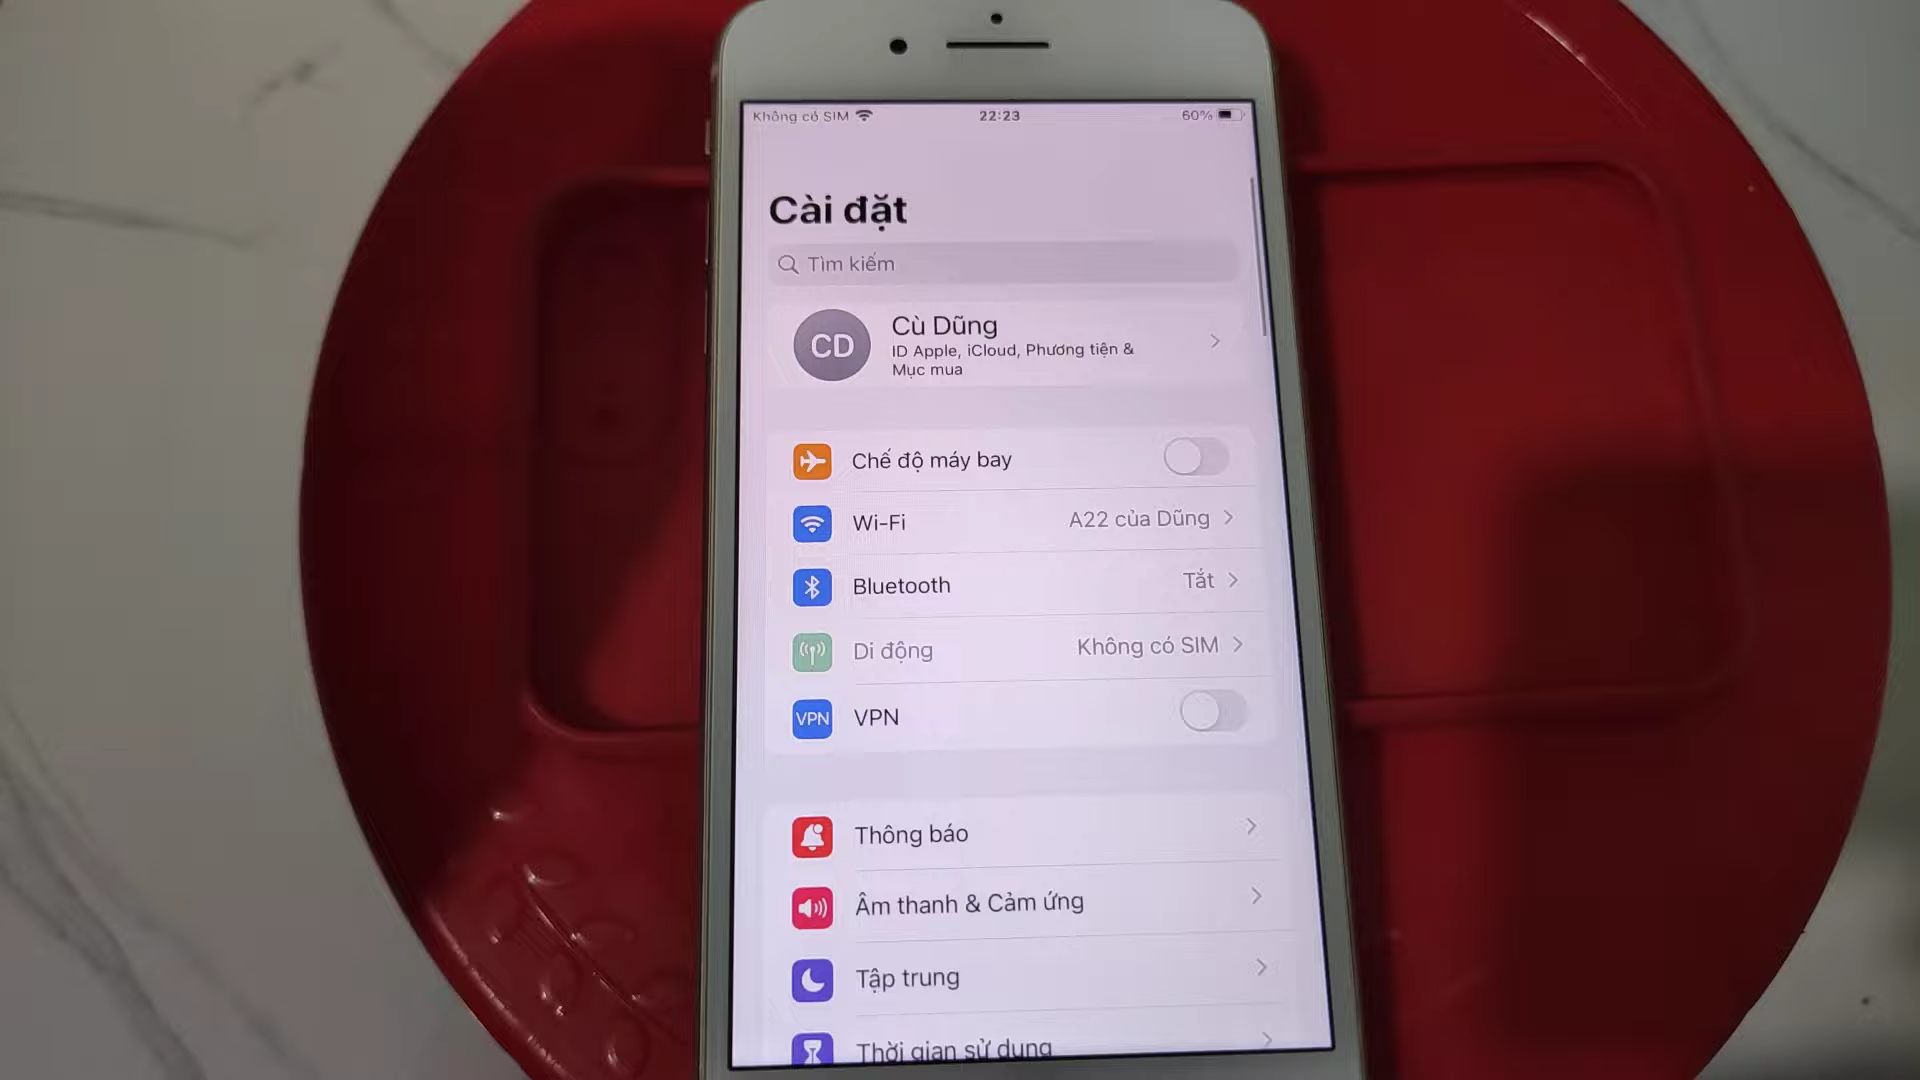 Không có SIM
22:23
60%
Cài đặt
Tìm kiếm
CD
Cù Dũng
ID Apple, iCloud, Phương tiện &
Mục mua
Chế độ máy bay
Wi-Fi
A22 của Dũng
Bluetooth
Tắt
Di động
Không có SIM
VPN
VPN
Thông báo
Âm thanh & Cảm ứng
Tập trung
Thời gian sử dụng